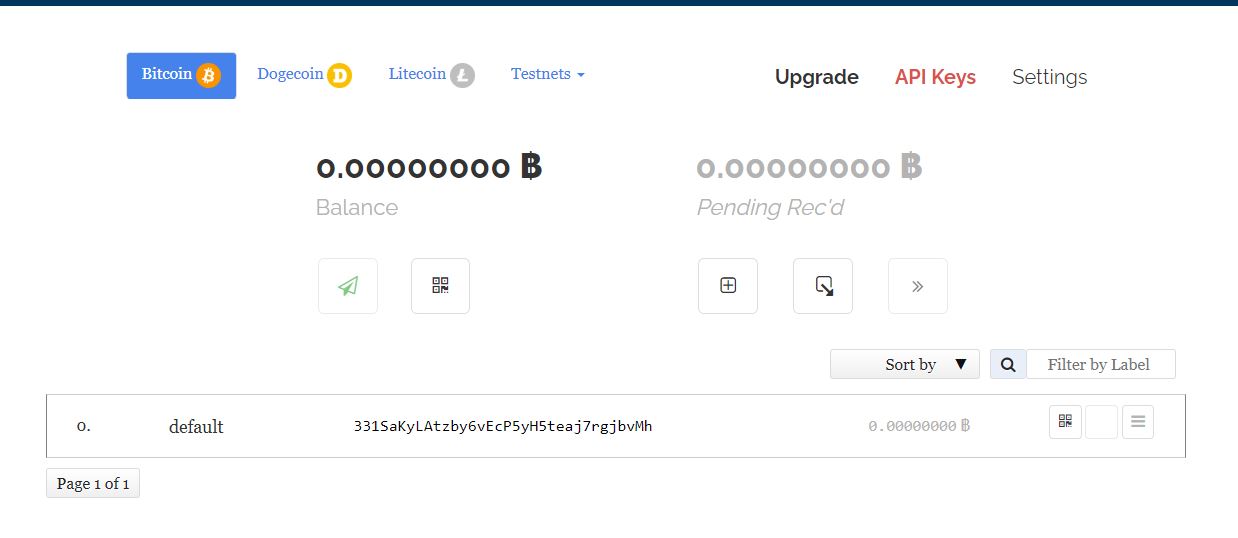 Bitcoin Dogecoin Litecoin Testnets Upgrade API Keys Settings
0.00000000 ฿ 0.00000000 ฿
Balance Pending Rec'd
Sort by ▼ Filter by Label
0. default 331SaKyLAtzby6vEcP5yH5teaj7rgjbvMh 0.00000000 ฿
Page 1 of 1